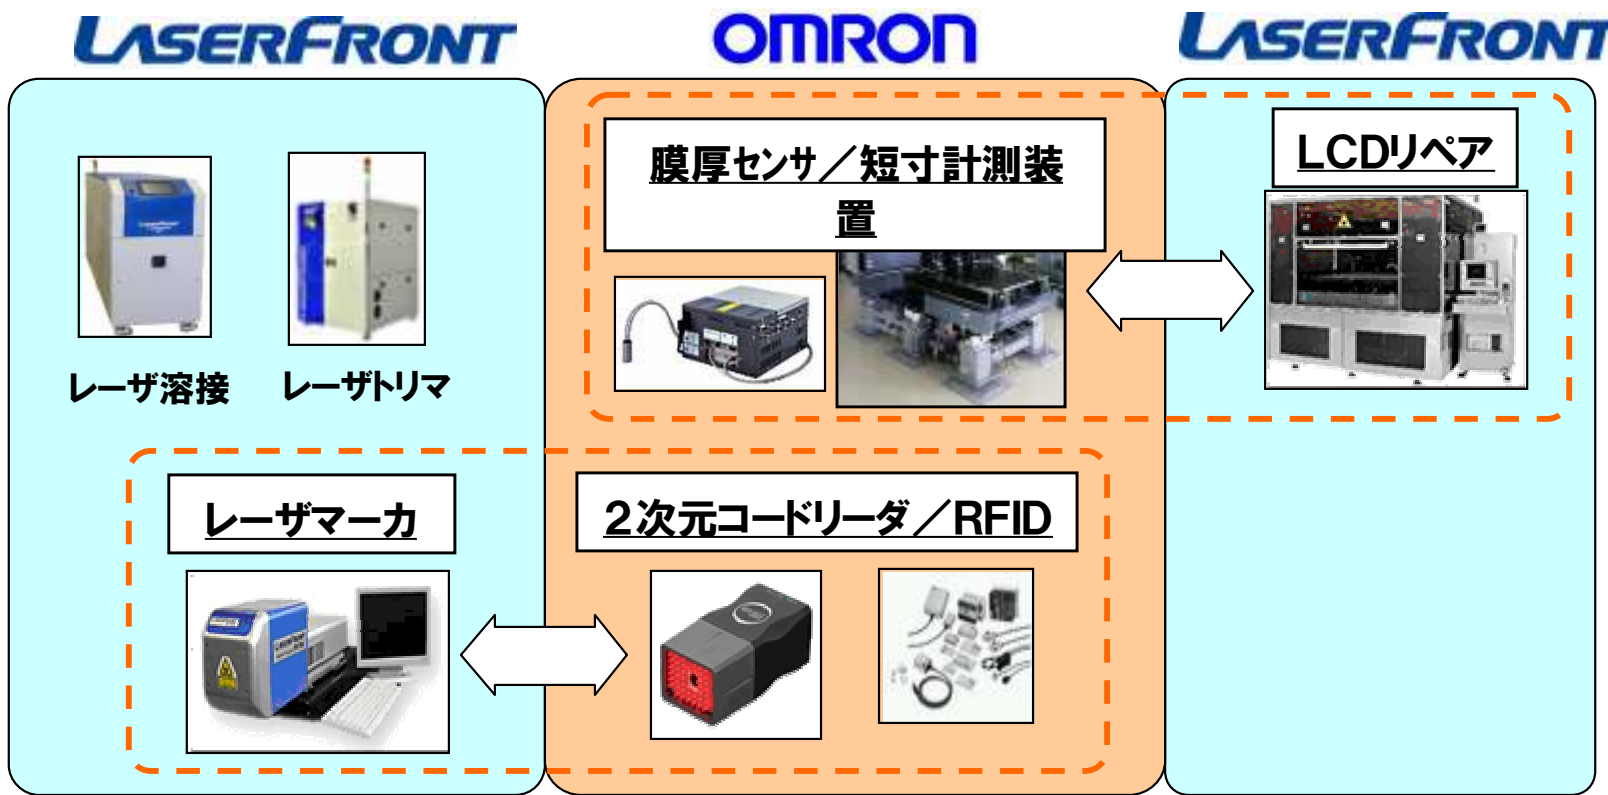 LASERFRONT
OMRON
LASERFRONT
膜厚センサ／短寸計測装
置
LCDリペア
レーザ溶接
レーザトリマ
レーザマーカ
２次元コードリーダ／RFID
LASERFRONT